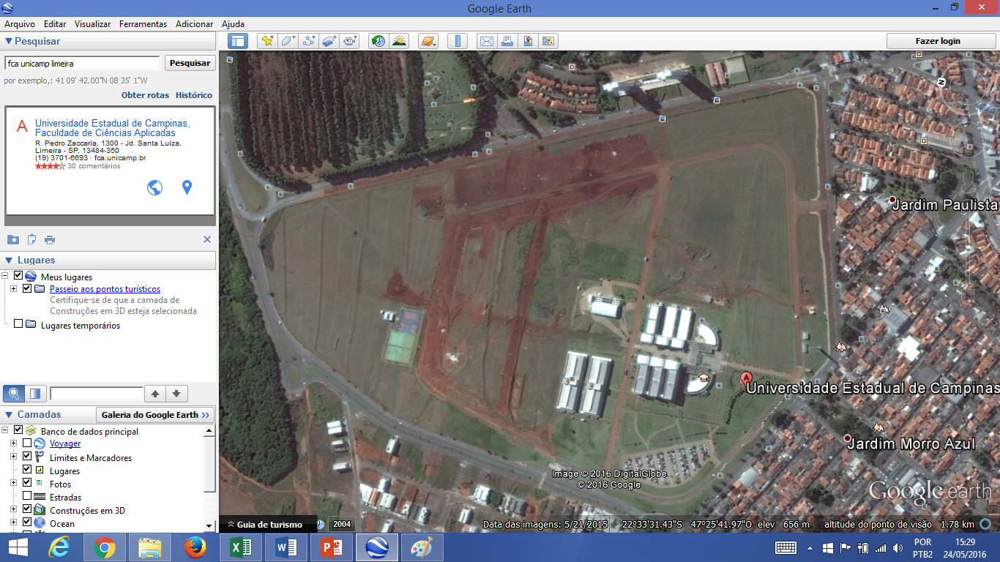 Google Earth
Arquivo Editar Visualizar Ferramentas Adicionar Ajuda
Pesquisar
Fazer login
fca unicamp limeira
Pesquisar
por exemplo,: 41 09' 42.00"N 08 35' 1"W
Obter rotas Histórico
A
Universidade Estadual de Campinas,
Faculdade de Ciências Aplicadas
R. Pedro Zaccaria, 1300 - Jd. Santa Luiza,
Limeira - SP, 13484-350
(19) 3701-6693 · fca.unicamp.br
30 comentários
Lugares
Meus lugares
Passeio aos pontos turísticos
Certifique-se de que a camada de
Construções em 3D esteja selecionada
Lugares temporários
Camadas
Galeria do Google Earth »
Banco de dados principal
Voyager
Limites e Marcadores
Lugares
Fotos
Estradas
Construções em 3D
Ocean
N
Jardim Paulista
A
Universidade Estadual de Campinas
Jardim Morro Azul
Image © 2016 DigitalGlobe
© 2016 Google
Google earth
Guia de turismo
2004
Data das imagens: 5/21/2015 22°33'31.43"S 47°25'41.97"O elev 656 m altitude do ponto de visão 1.78 km
POR
PTB2
15:29
24/05/2016